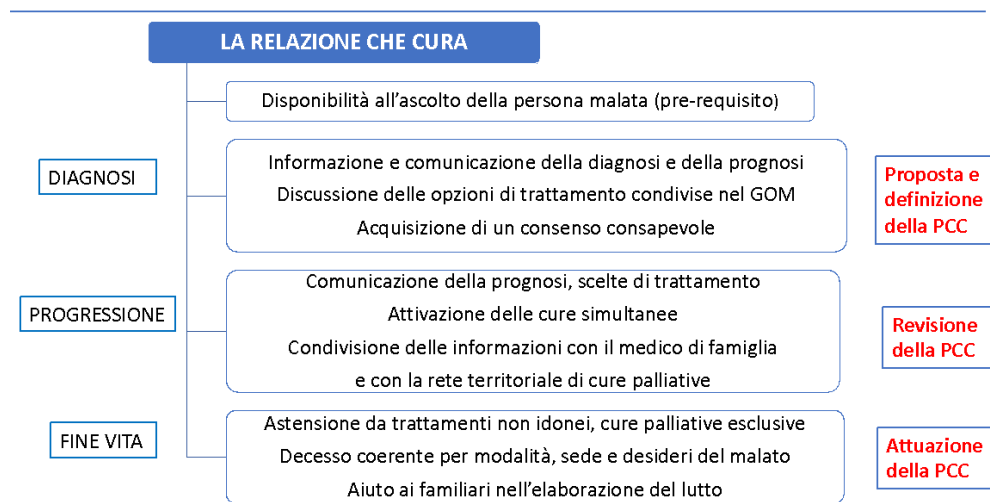 LA RELAZIONE CHE CURA
Disponibilità all'ascolto della persona malata (pre-requisito)
DIAGNOSI
Informazione e comunicazione della diagnosi e della prognosi
Discussione delle opzioni di trattamento condivise nel GOM
Acquisizione di un consenso consapevole
Proposta e
definizione
della PCC
PROGRESSIONE
Comunicazione della prognosi, scelte di trattamento
Attivazione delle cure simultanee
Condivisione delle informazioni con il medico di famiglia
e con la rete territoriale di cure palliative
Revisione
della PCC
FINE VITA
Astensione da trattamenti non idonei, cure palliative esclusive
Decesso coerente per modalità, sede e desideri del malato
Aiuto ai familiari nell'elaborazione del lutto
Attuazione
della PCC